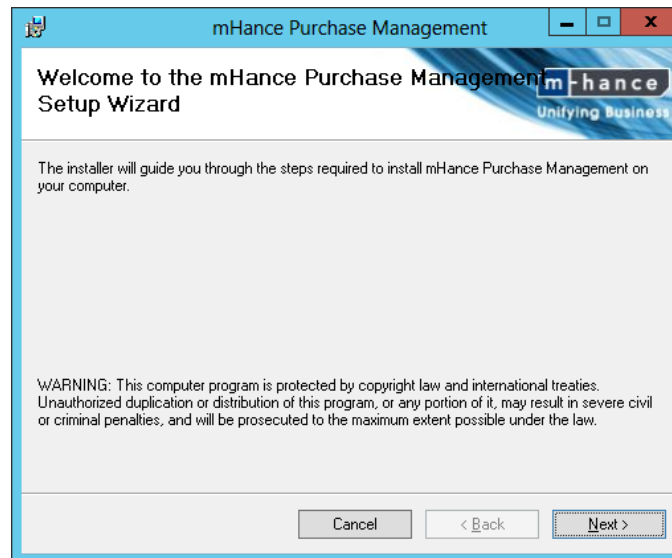 mHance Purchase Management
Welcome to the mHance Purchase Management
Setup Wizard
m-hance
Unifying Business
The installer will guide you through the steps required to install mHance Purchase Management on
your computer.
WARNING: This computer program is protected by copyright law and international treaties.
Unauthorized duplication or distribution of this program, or any portion of it, may result in severe civil
or criminal penalties, and will be prosecuted to the maximum extent possible under the law.
Cancel
< Back
Next >